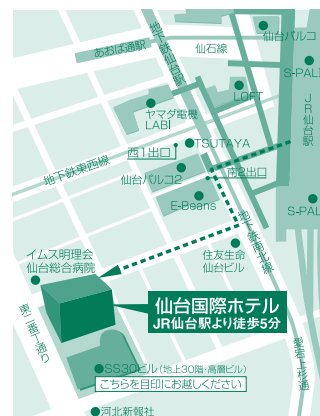 仙台パルコ
地下鉄仙台駅
仙石線
あおば通駅
S-PAL
LOFT
JR仙台駅
ヤマダ電機
LABI
TSUTAYA
西1出口
地下鉄東西線
仙台パルコ2
南2出口
E-Beans
S-PAL
地下鉄南北線
イムス明理会
仙台総合病院
住友生命
仙台ビル
東二番丁通り
仙台国際ホテル
JR仙台駅より徒歩5分
愛宕上杉通
SS30ビル(地上30階・高層ビル)
こちらを目印にお越しください
河北新報社